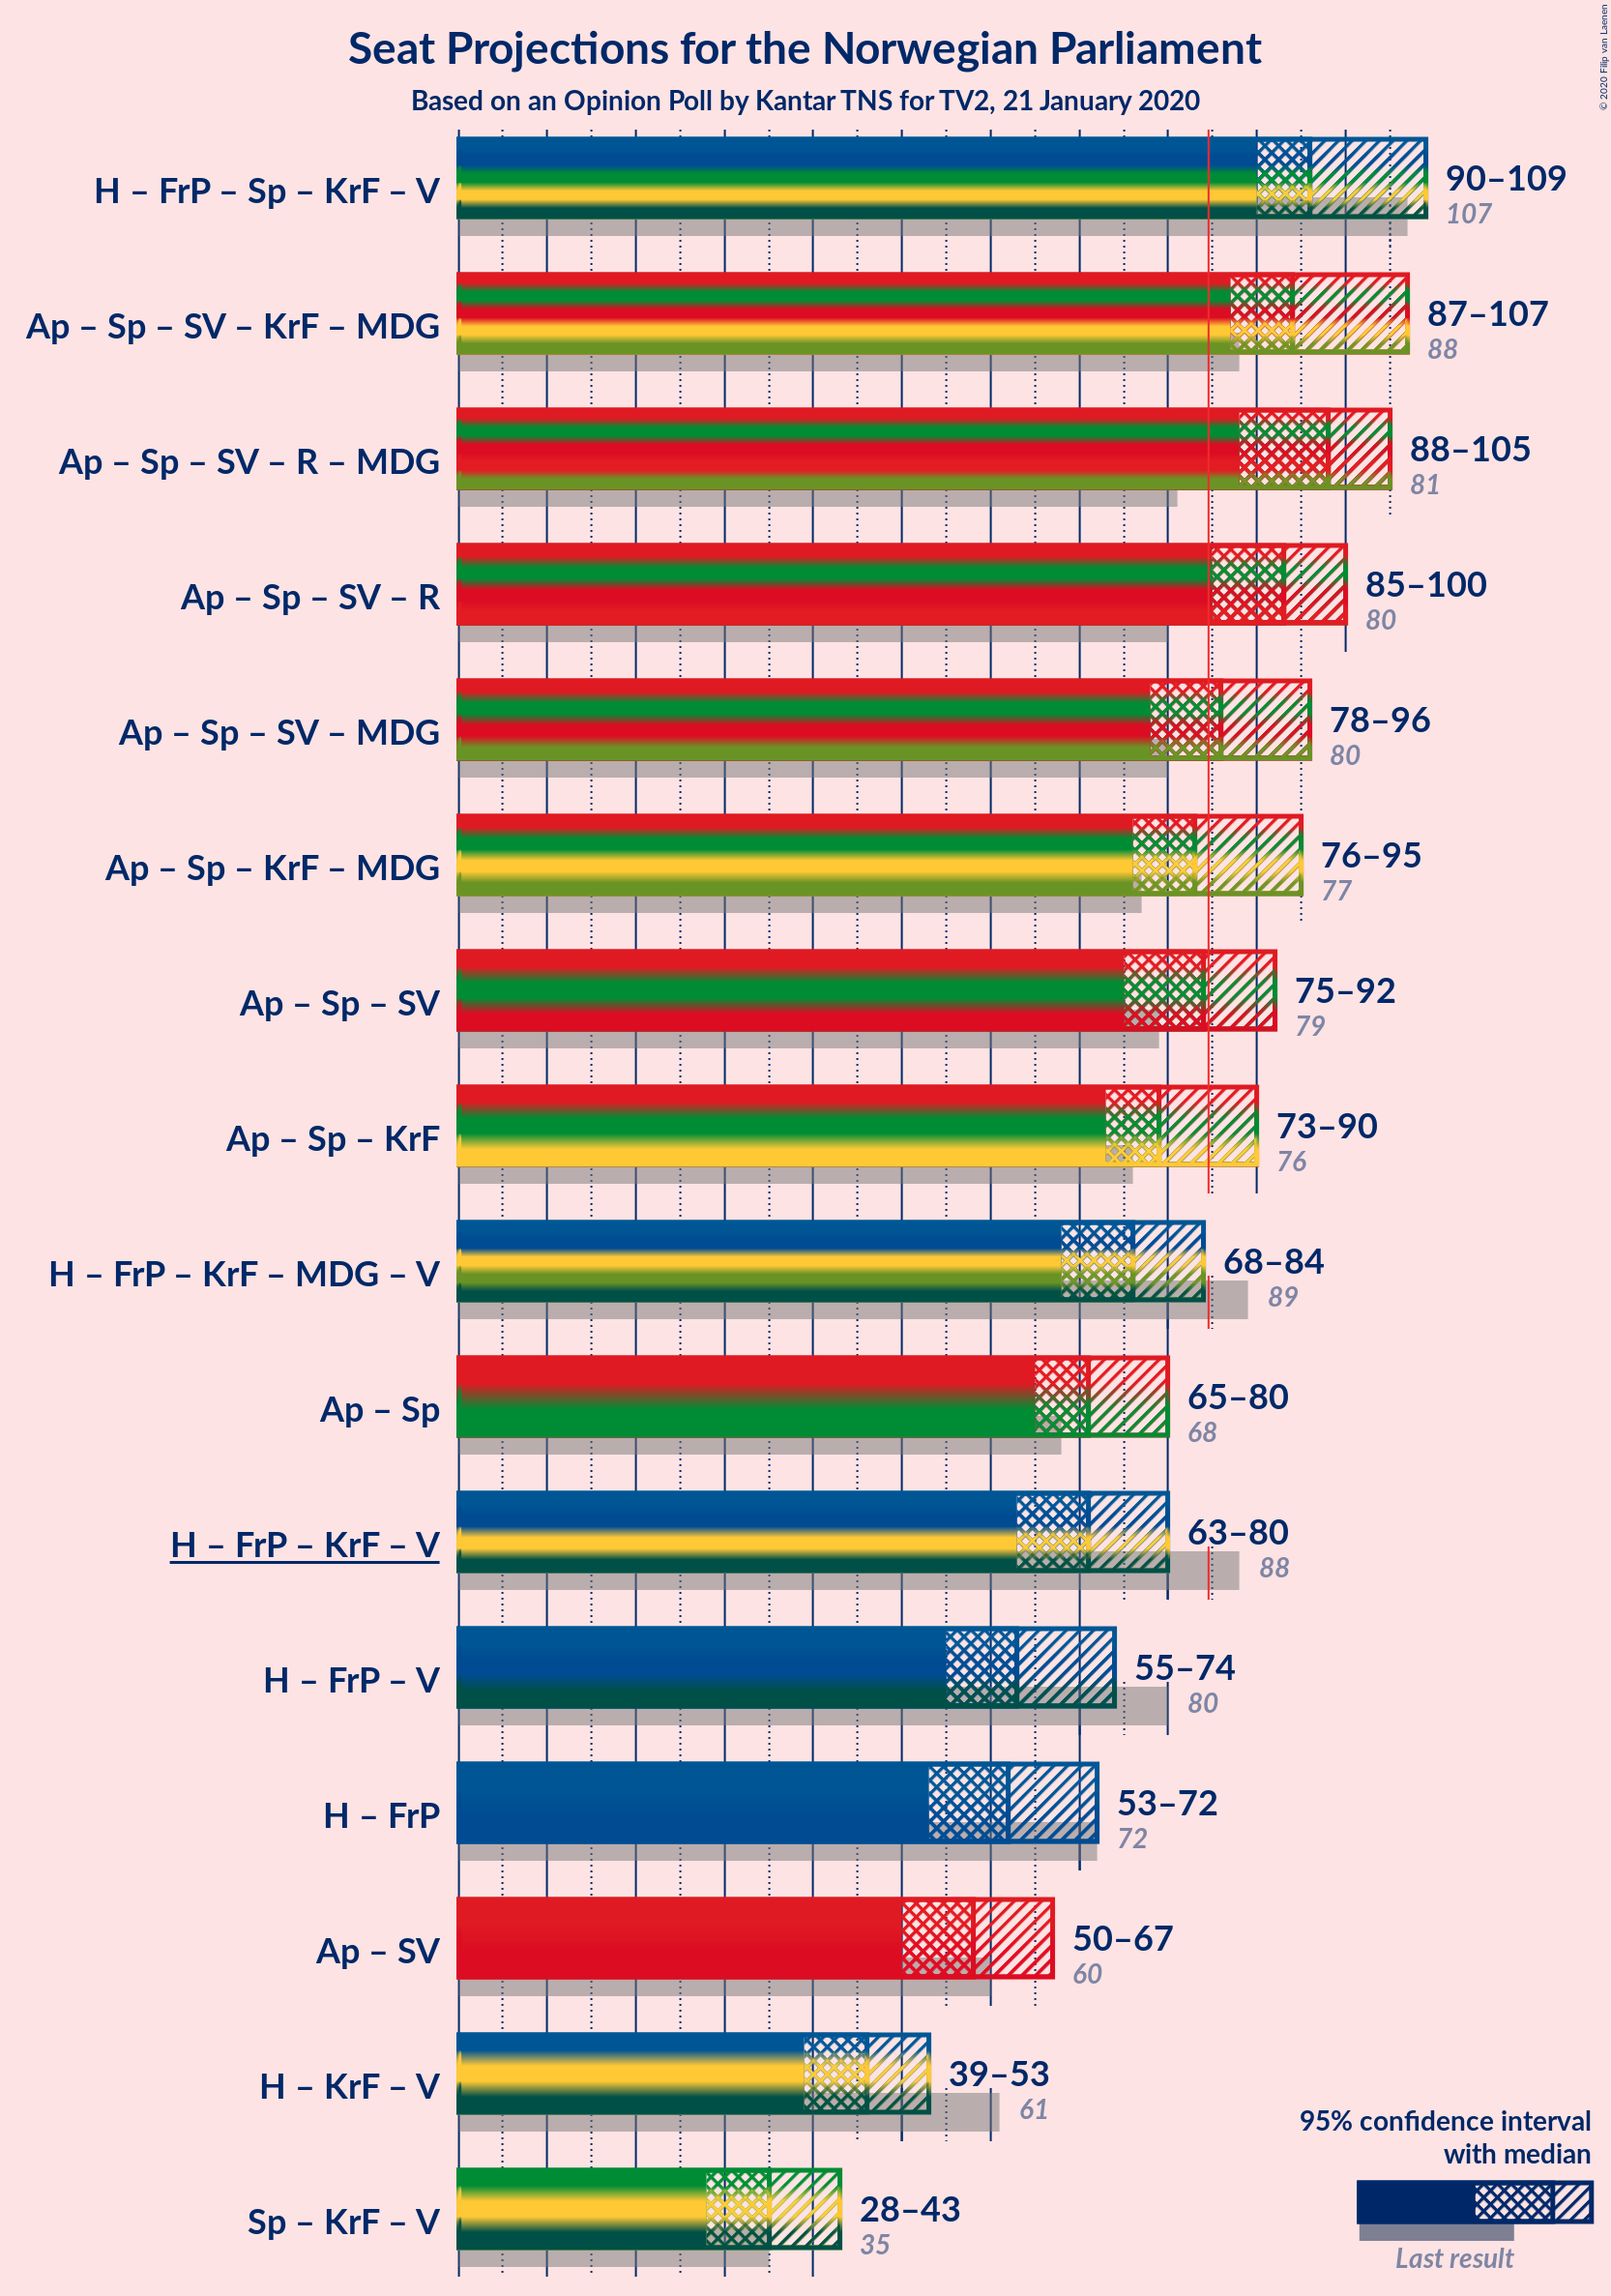 Seat Projections for the Norwegian Parliament
Based on an Opinion Poll by Kantar TNS for TV2, 21 January 2020
© 2020 Filip van Laenen
H – FrP – Sp – KrF – V
90–109
107
Ap – Sp – SV – KrF – MDG
87–107
88
Ap – Sp – SV – R – MDG
88–105
81
Ap – Sp – SV – R
85–100
80
Ap – Sp – SV – MDG
78–96
80
Ap – Sp – KrF – MDG
76–95
77
Ap – Sp – SV
75–92
79
Ap – Sp – KrF
73–90
76
H – FrP – KrF – MDG – V
68–84
89
Ap – Sp
65–80
68
H – FrP – KrF – V
63–80
88
H – FrP – V
55–74
80
H – FrP
53–72
72
Ap – SV
50–67
60
H – KrF – V
39–53
61
Sp – KrF – V
28–43
35
95% confidence interval
with median
Last result